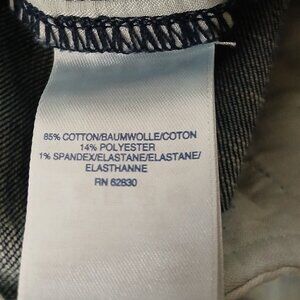 85% COTTON/BAUMWOLLE/COTON
14% POLYESTER
1% SPANDEX/ELASTANE/ELASTANE/
ELASTHANNE
RN 62830